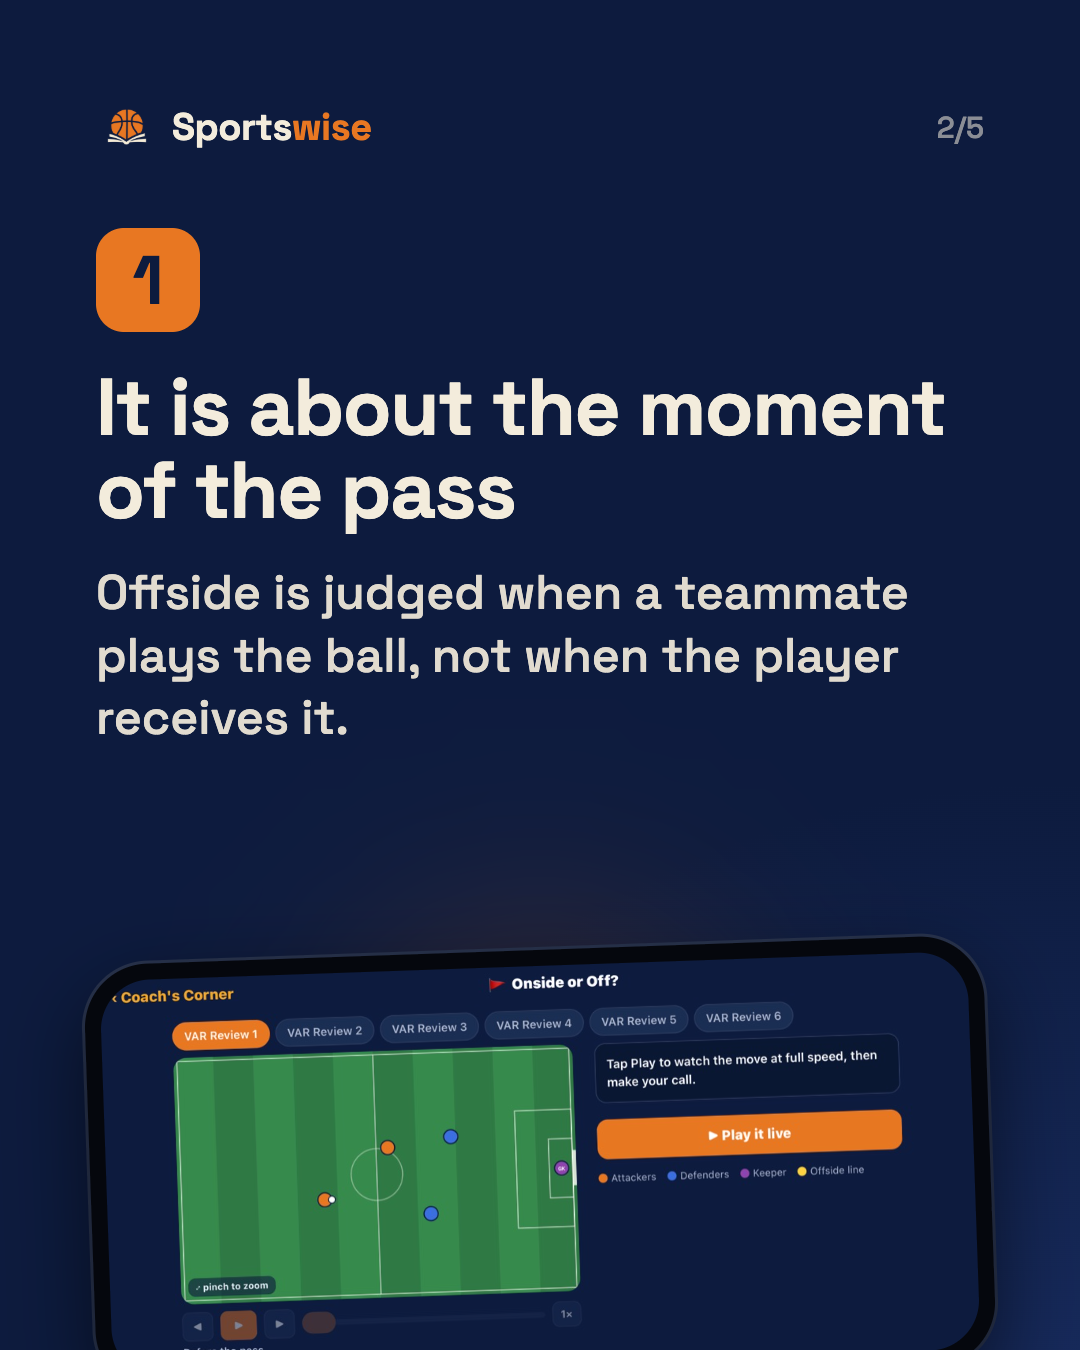 Sportswise
2/5
1
It is about the moment
of the pass
Offside is judged when a teammate
plays the ball, not when the player
receives it.
‹ Coach's Corner
Onside or Off?
VAR Review 1
VAR Review 2
VAR Review 3
VAR Review 4
VAR Review 5
VAR Review 6
Tap Play to watch the move at full speed, then
make your call.
▶ Play it live
Attackers
Defenders
Keeper
Offside line
GK
pinch to zoom
1×